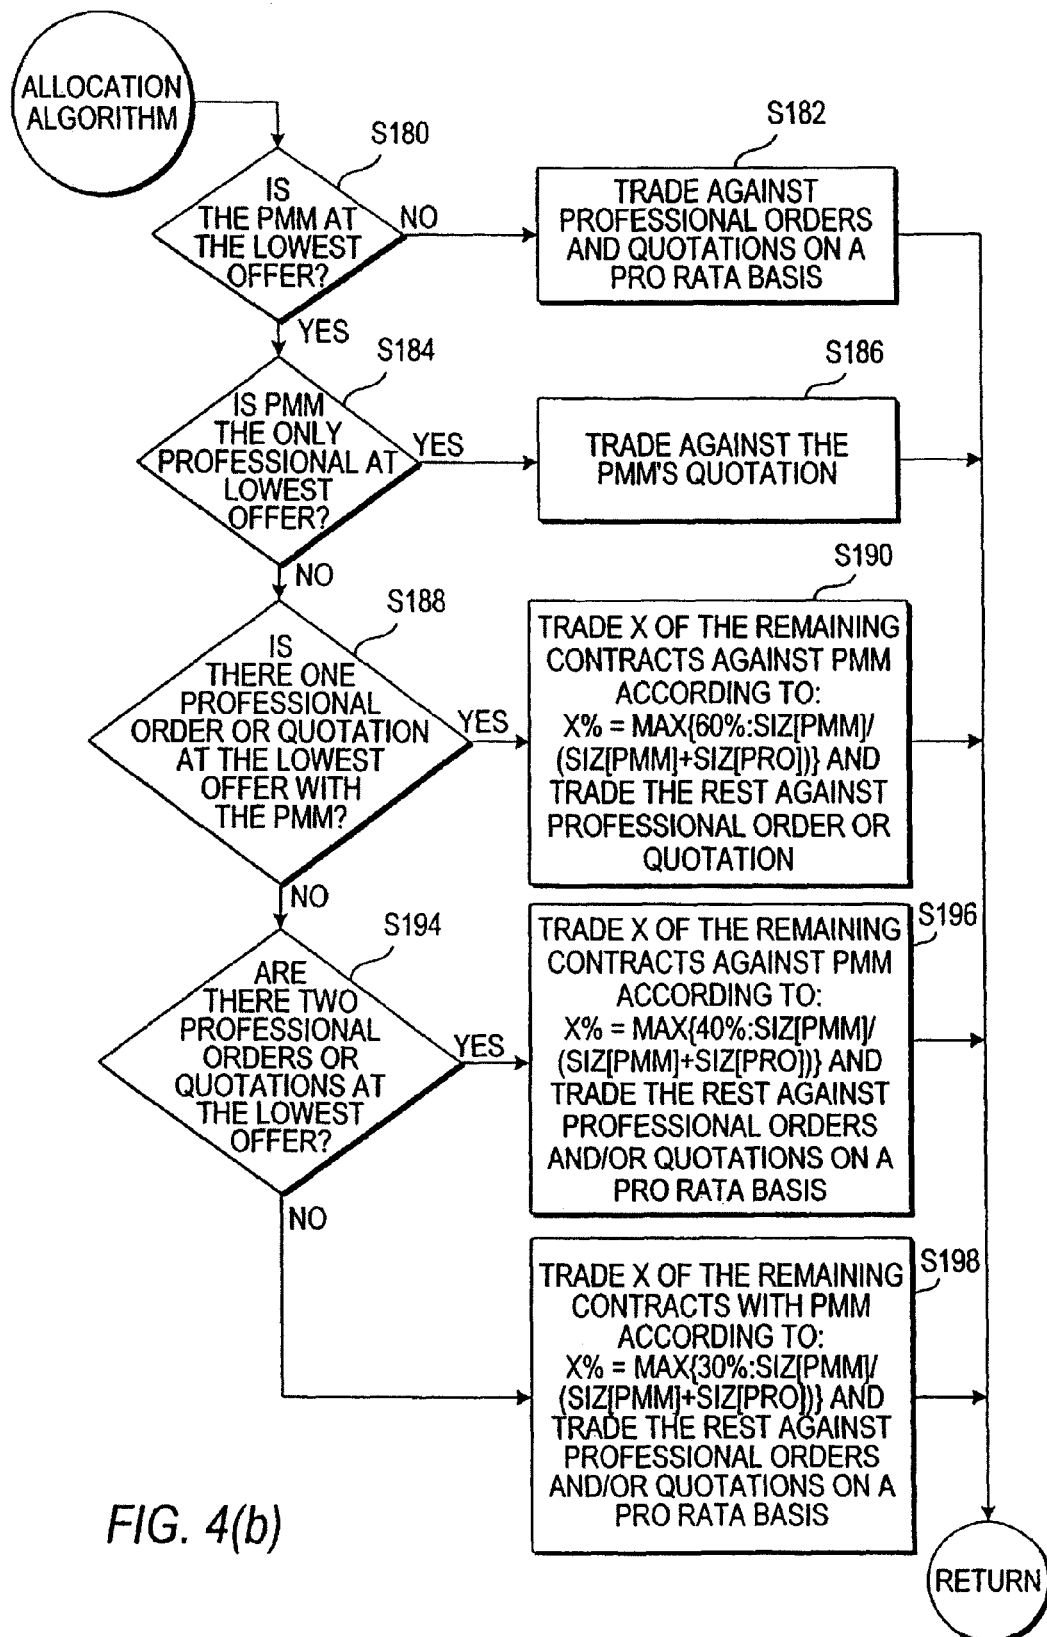 ALLOCATION
ALGORITHM
S180
IS
THE PMM AT
THE LOWEST
OFFER?
NO
S182
TRADE AGAINST
PROFESSIONAL ORDERS
AND QUOTATIONS ON A
PRO RATA BASIS
YES
S184
IS PMM
THE ONLY
PROFESSIONAL AT
LOWEST
OFFER?
YES
S186
TRADE AGAINST THE
PMM'S QUOTATION
NO
S188
IS
THERE ONE
PROFESSIONAL
ORDER OR QUOTATION
AT THE LOWEST
OFFER WITH
THE PMM?
YES
S190
TRADE X OF THE REMAINING
CONTRACTS AGAINST PMM
ACCORDING TO:
X% = MAX{60%:SIZ[PMM]/
(SIZ[PMM]+SIZ[PRO])} AND
TRADE THE REST AGAINST
PROFESSIONAL ORDER OR
QUOTATION
NO
S194
ARE
THERE TWO
PROFESSIONAL
ORDERS OR
QUOTATIONS AT
THE LOWEST
OFFER?
YES
S196
TRADE X OF THE REMAINING
CONTRACTS AGAINST PMM
ACCORDING TO:
X% = MAX{40%:SIZ[PMM]/
(SIZ[PMM]+SIZ[PRO])} AND
TRADE THE REST AGAINST
PROFESSIONAL ORDERS
AND/OR QUOTATIONS ON A
PRO RATA BASIS
NO
S198
TRADE X OF THE REMAINING
CONTRACTS WITH PMM
ACCORDING TO:
X% = MAX{30%:SIZ[PMM]/
(SIZ[PMM]+SIZ[PRO])} AND
TRADE THE REST AGAINST
PROFESSIONAL ORDERS
AND/OR QUOTATIONS ON A
PRO RATA BASIS
FIG. 4(b)
RETURN